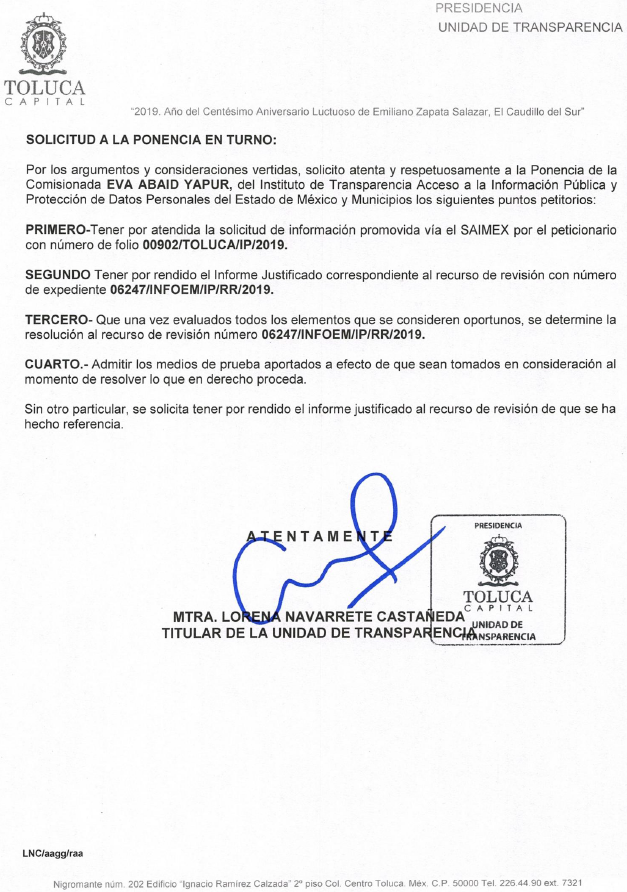 PRESIDENCIA
UNIDAD DE TRANSPARENCIA
TOLUCA
CAPITAL
"2019. Año del Centésimo Aniversario Luctuoso de Emiliano Zapata Salazar, El Caudillo del Sur"
SOLICITUD A LA PONENCIA EN TURNO:
Por los argumentos y consideraciones vertidas, solicito atenta y respetuosamente a la Ponencia de la
Comisionada EVA ABAID YAPUR, del Instituto de Transparencia Acceso a la Información Pública y
Protección de Datos Personales del Estado de México y Municipios los siguientes puntos petitorios:
PRIMERO-Tener por atendida la solicitud de información promovida vía el SAIMEX por el peticionario
con número de folio 00902/TOLUCA/IP/2019.
SEGUNDO Tener por rendido el Informe Justificado correspondiente al recurso de revisión con número
de expediente 06247/INFOEM/IP/RR/2019.
TERCERO- Que una vez evaluados todos los elementos que se consideren oportunos, se determine la
resolución al recurso de revisión número 06247/INFOEM/IP/RR/2019.
CUARTO.- Admitir los medios de prueba aportados a efecto de que sean tomados en consideración al
momento de resolver lo que en derecho proceda.
Sin otro particular, se solicita tener por rendido el informe justificado al recurso de revisión de que se ha
hecho referencia.
ATENTAMENTE
MTRA. LORENA NAVARRETE CASTAÑEDA
TITULAR DE LA UNIDAD DE TRANSPARENCIA
PRESIDENCIA
TOLUCA
CAPITAL
UNIDAD DE
TRANSPARENCIA
LNC/aagg/raa
Nigromante núm. 202 Edificio "Ignacio Ramírez Calzada" 2º piso Col. Centro Toluca. Méx. C.P. 50000 Tel. 226.44.90 ext. 7321